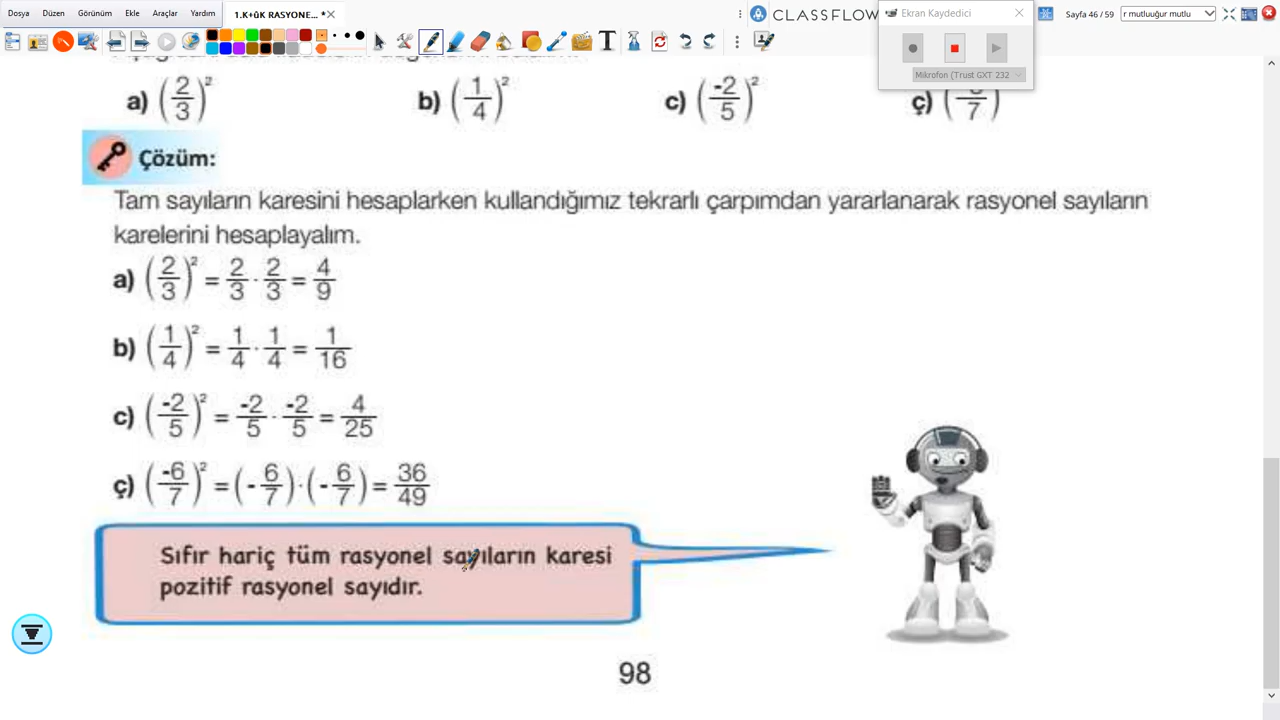 Dosya Düzen Görünüm Ekle Araçlar Yardım 1.K+ûK RASYONE... *
CLASSFLOW
Ekran Kaydedici
Sayfa 46 / 59
r mutluuğur mutlu
Mikrofon (Trust GXT 232
a) (2/3)² b) (1/4)² c) (-2/5)² ç)
Çözüm:
Tam sayıların karesini hesaplarken kullandığımız tekrarlı çarpımdan yararlanarak rasyonel sayıların
karelerini hesaplayalım.
a) (2/3)² = 2/3 · 2/3 = 4/9
b) (1/4)² = 1/4 · 1/4 = 1/16
c) (-2/5)² = -2/5 · -2/5 = 4/25
ç) (-6/7)² = (- 6/7) · (- 6/7) = 36/49
Sıfır hariç tüm rasyonel sayıların karesi
pozitif rasyonel sayıdır.
98